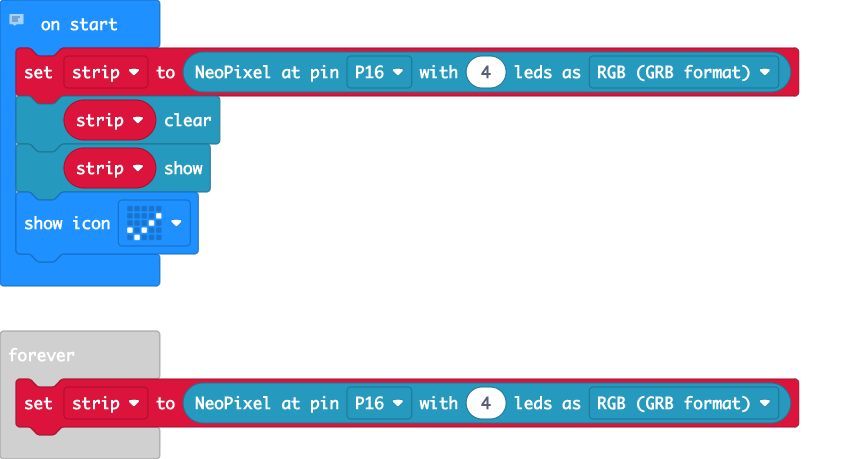 on start
set strip to NeoPixel at pin P16 with 4 leds as RGB (GRB format)
strip clear
strip show
show icon
forever
set strip to NeoPixel at pin P16 with 4 leds as RGB (GRB format)